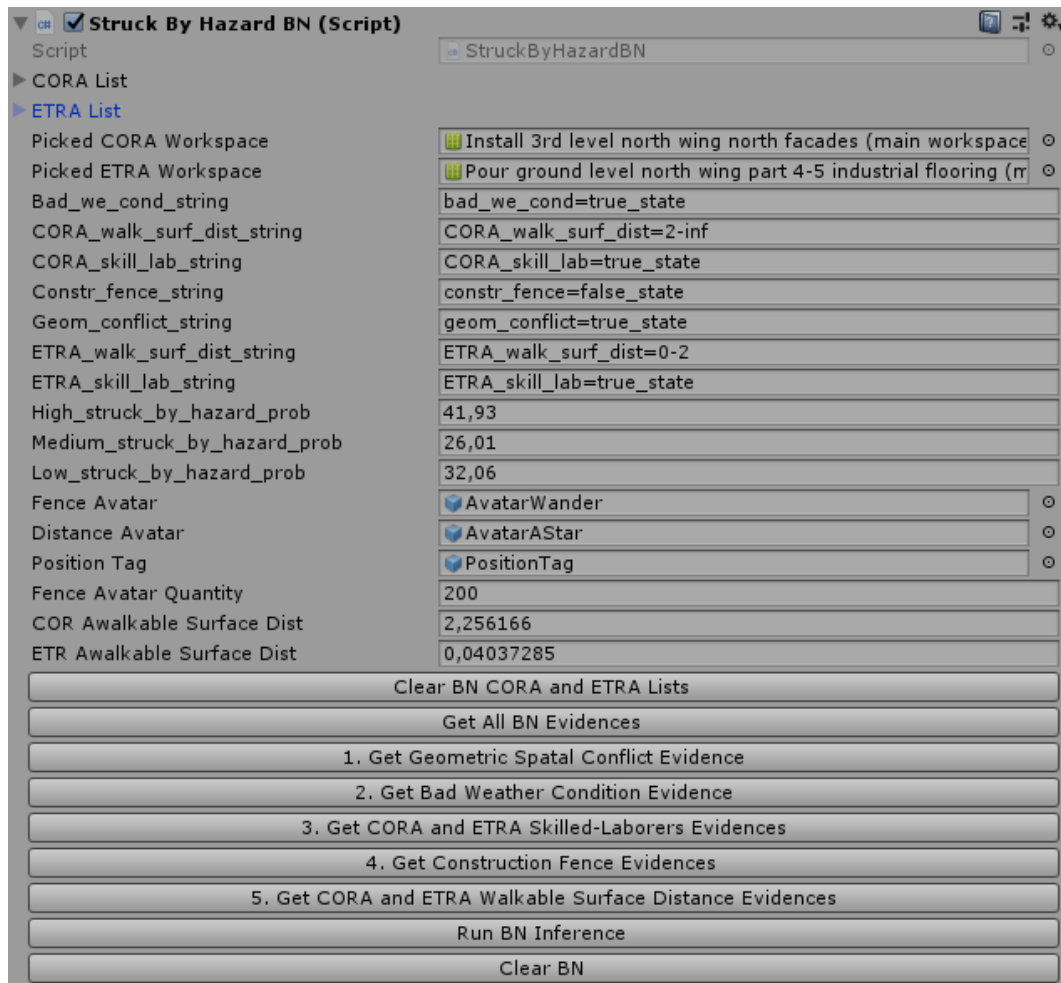 Struck By Hazard BN (Script)
Script StruckByHazardBN
CORA List
ETRA List
Picked CORA Workspace Install 3rd level north wing north facades (main workspace
Picked ETRA Workspace Pour ground level north wing part 4-5 industrial flooring (m
Bad_we_cond_string bad_we_cond=true_state
CORA_walk_surf_dist_string CORA_walk_surf_dist=2-inf
CORA_skill_lab_string CORA_skill_lab=true_state
Constr_fence_string constr_fence=false_state
Geom_conflict_string geom_conflict=true_state
ETRA_walk_surf_dist_string ETRA_walk_surf_dist=0-2
ETRA_skill_lab_string ETRA_skill_lab=true_state
High_struck_by_hazard_prob 41,93
Medium_struck_by_hazard_prob 26,01
Low_struck_by_hazard_prob 32,06
Fence Avatar AvatarWander
Distance Avatar AvatarAStar
Position Tag PositionTag
Fence Avatar Quantity 200
COR Awalkable Surface Dist 2,256166
ETR Awalkable Surface Dist 0,04037285
Clear BN CORA and ETRA Lists
Get All BN Evidences
1. Get Geometric Spatal Conflict Evidence
2. Get Bad Weather Condition Evidence
3. Get CORA and ETRA Skilled-Laborers Evidences
4. Get Construction Fence Evidences
5. Get CORA and ETRA Walkable Surface Distance Evidences
Run BN Inference
Clear BN